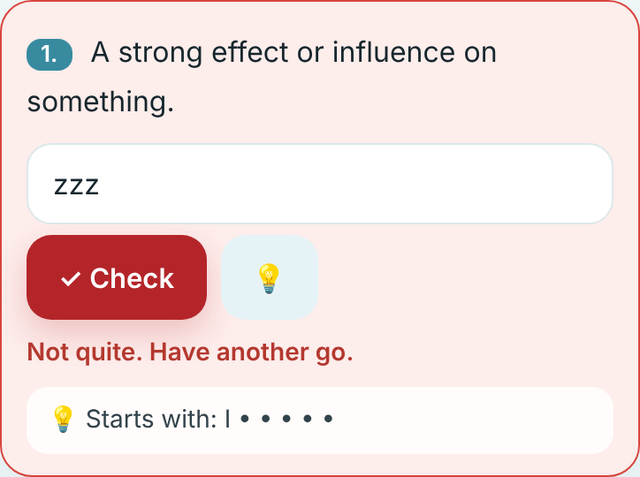 1. A strong effect or influence on
something.
zzz
✓ Check
Not quite. Have another go.
💡 Starts with: I • • • • •